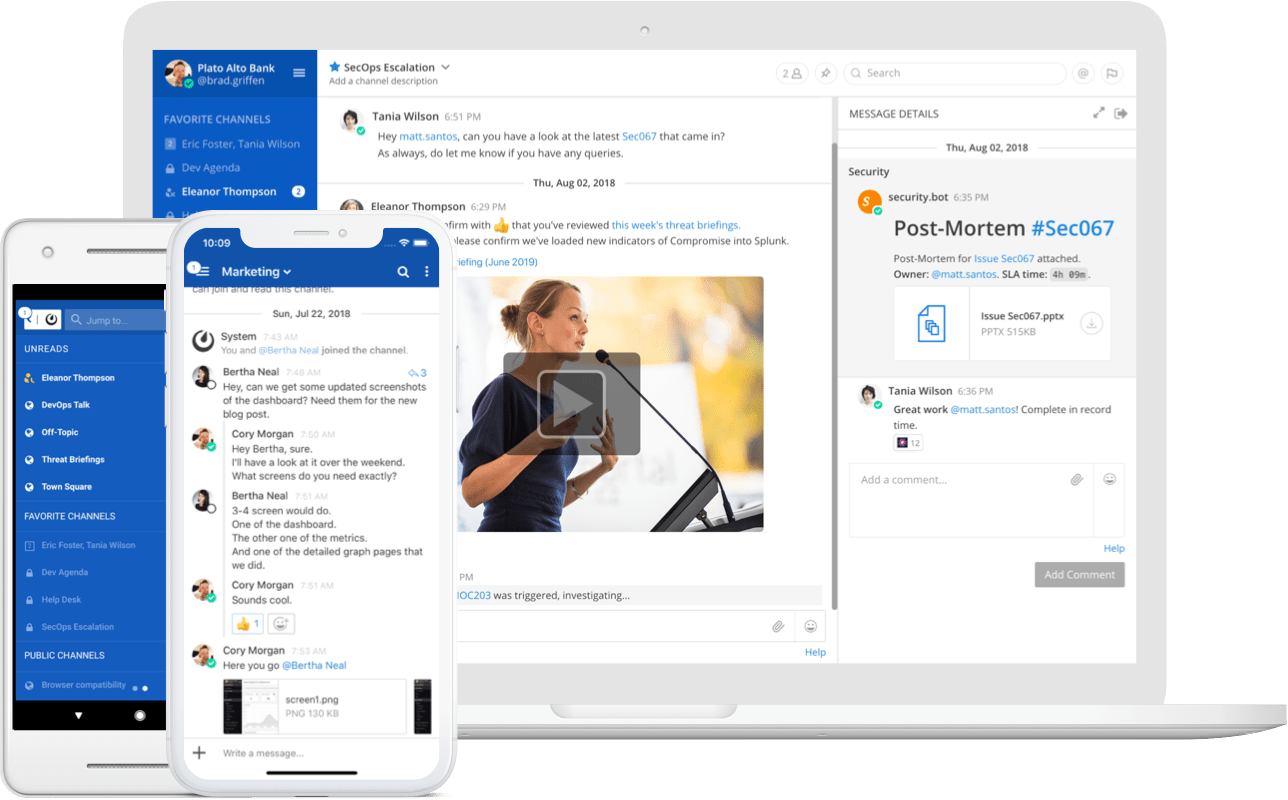 Plato Alto Bank
@brad.griffen
FAVORITE CHANNELS
2 Eric Foster, Tania Wilson
Dev Agenda
Eleanor Thompson 2
SecOps Escalation
Add a channel description
2
Search
@
Tania Wilson 6:51 PM
Hey matt.santos, can you have a look at the latest Sec067 that came in?
As always, do let me know if you have any queries.
Thu, Aug 02, 2018
Eleanor Thompson 6:29 PM
nfirm with 👍 that you've reviewed this week's threat briefings.
please confirm we've loaded new indicators of Compromise into Splunk.
iefing (June 2019)
PM
IOC203 was triggered, investigating...
Help
MESSAGE DETAILS
Thu, Aug 02, 2018
Security
S
security.bot 6:35 PM
Post-Mortem #Sec067
Post-Mortem for Issue Sec067 attached.
Owner: @matt.santos. SLA time: 4h 09m.
Issue Sec067.pptx
PPTX 515KB
Tania Wilson 6:36 PM
Great work @matt.santos! Complete in record
time.
12
Add a comment...
Help
Add Comment
1
Jump to...
UNREADS
Eleanor Thompson
DevOps Talk
Off-Topic
Threat Briefings
Town Square
FAVORITE CHANNELS
2 Eric Foster, Tania Wilson
Dev Agenda
Help Desk
SecOps Escalation
PUBLIC CHANNELS
Browser compatibility
10:09
1
Marketing
can join and read this channel.
Sun, Jul 22, 2018
System 7:43 AM
You and @Bertha Neal joined the channel.
Bertha Neal 7:48 AM 3
Hey, can we get some updated screenshots
of the dashboard? Need them for the new
blog post.
Cory Morgan 7:50 AM
Hey Bertha, sure.
I'll have a look at it over the weekend.
What screens do you need exactly?
Bertha Neal 7:51 AM
3-4 screen would do.
One of the dashboard.
The other one of the metrics.
And one of the detailed graph pages that
we did.
Cory Morgan 7:51 AM
Sounds cool.
👍 1
Cory Morgan 7:53 AM
Here you go @Bertha Neal
screen1.png
PNG 130 KB
Write a message...